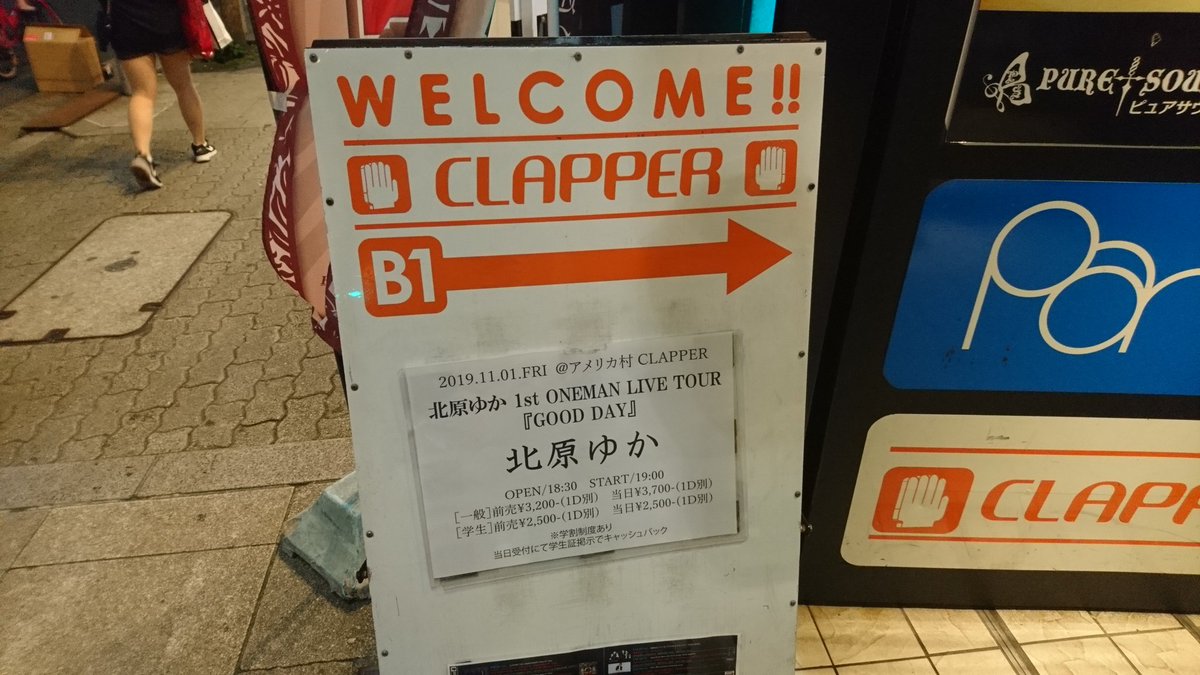 WELCOME!!
CLAPPER
B1
2019.11.01.FRI @アメリカ村 CLAPPER
北原ゆか 1st ONEMAN LIVE TOUR
『GOOD DAY』
北原ゆか
OPEN/18:30 START/19:00
[一般]前売¥3,200-(1D別) 当日¥3,700-(1D別)
[学生]前売¥2,500-(1D別) 当日¥2,500-(1D別)
※学割制度あり
当日受付にて学生証掲示でキャッシュバック
PURE SOU
ピュアサウ
CLAPP